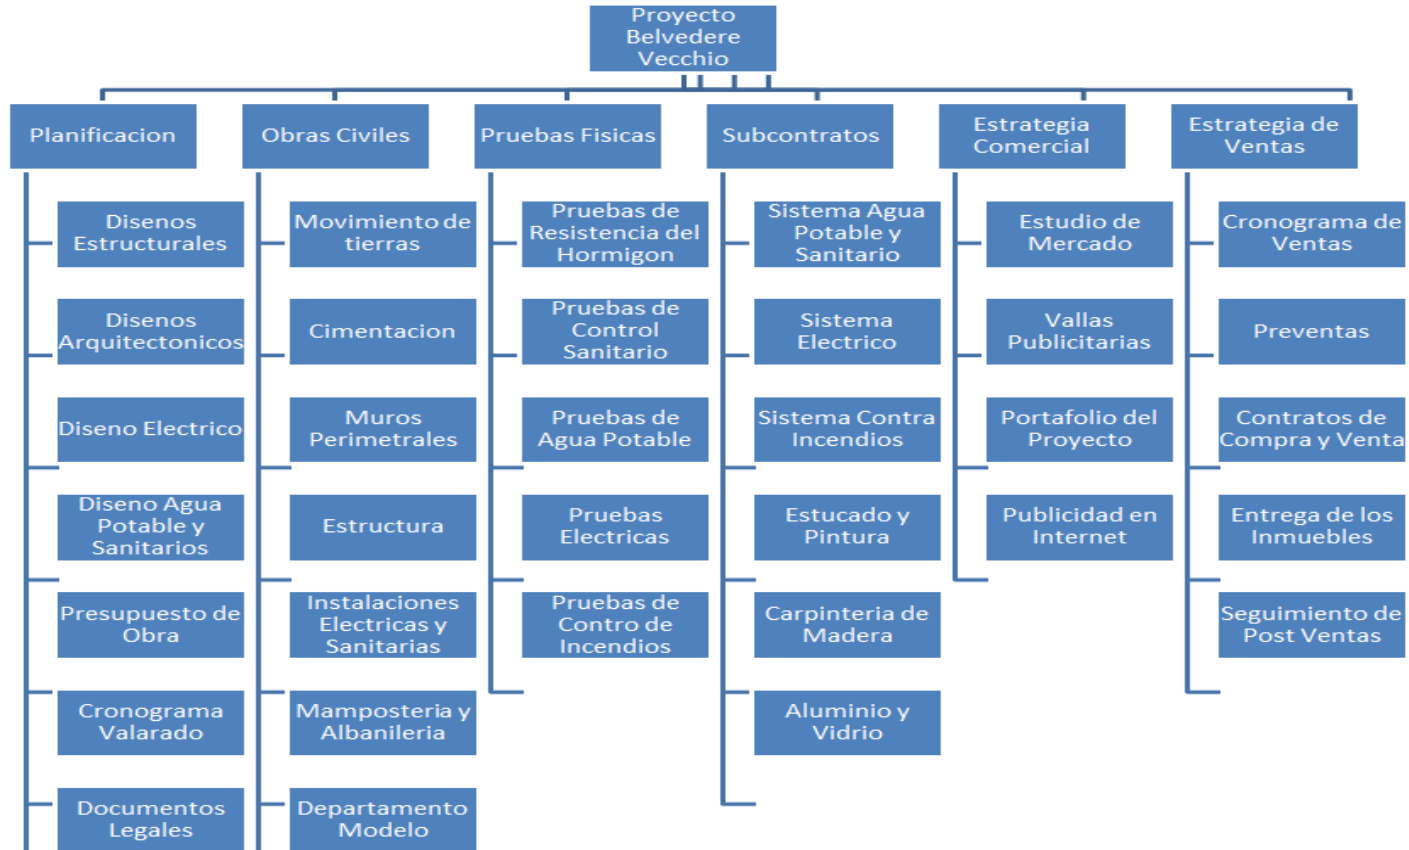 Proyecto
Belvedere
Vecchio
Planificacion
Obras Civiles
Pruebas Fisicas
Subcontratos
Estrategia
Comercial
Estrategia de
Ventas
Disenos
Estructurales
Disenos
Arquitectonicos
Diseno Electrico
Diseno Agua
Potable y
Sanitarios
Presupuesto de
Obra
Cronograma
Valarado
Documentos
Legales
Movimiento de
tierras
Cimentacion
Muros
Perimetrales
Estructura
Instalaciones
Electricas y
Sanitarias
Mamposteria y
Albanileria
Departamento
Modelo
Pruebas de
Resistencia del
Hormigon
Pruebas de
Control
Sanitario
Pruebas de
Agua Potable
Pruebas
Electricas
Pruebas de
Contro de
Incendios
Sistema Agua
Potable y
Sanitario
Sistema
Electrico
Sistema Contra
Incendios
Estucado y
Pintura
Carpinteria de
Madera
Aluminio y
Vidrio
Estudio de
Mercado
Vallas
Publicitarias
Portafolio del
Proyecto
Publicidad en
Internet
Cronograma de
Ventas
Preventas
Contratos de
Compra y Venta
Entrega de los
Inmuebles
Seguimiento de
Post Ventas